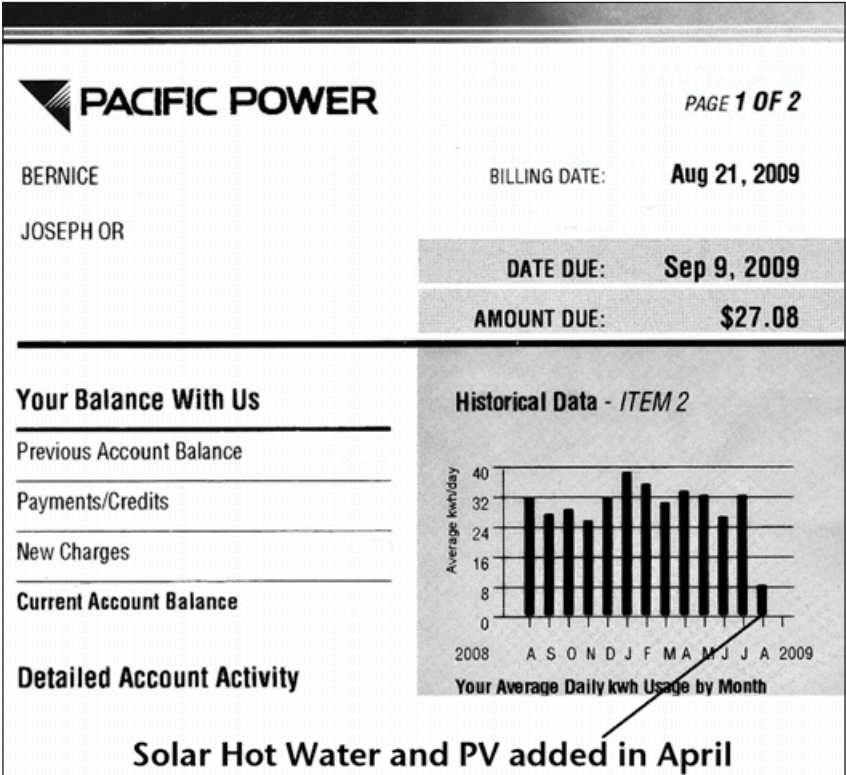 PACIFIC POWER
PAGE 1 OF 2
BERNICE
BILLING DATE: Aug 21, 2009
JOSEPH OR
DATE DUE: Sep 9, 2009
AMOUNT DUE: $27.08
Your Balance With Us
Previous Account Balance
Payments/Credits
New Charges
Current Account Balance
Detailed Account Activity
Historical Data - ITEM 2
Average kwh/day
40
32
24
16
8
0
2008 A S O N D J F M A M J J A 2009
Your Average Daily kwh Usage by Month
Solar Hot Water and PV added in April